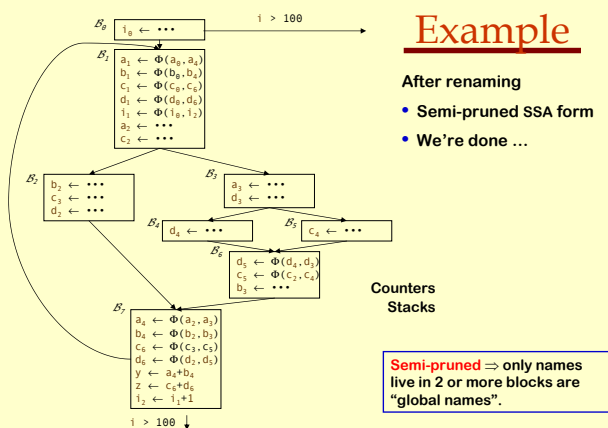 Example
i > 100
B₀
i₀ ← •••
B₁
a₁ ← Φ(a₀,a₄)
b₁ ← Φ(b₀,b₄)
c₁ ← Φ(c₀,c₆)
d₁ ← Φ(d₀,d₆)
i₁ ← Φ(i₀,i₂)
a₂ ← •••
c₂ ← •••
After renaming
• Semi-pruned SSA form
• We're done …
B₂
b₂ ← •••
c₃ ← •••
d₂ ← •••
B₃
a₃ ← •••
d₃ ← •••
B₄
d₄ ← •••
B₅
c₄ ← •••
B₆
d₅ ← Φ(d₄,d₃)
c₅ ← Φ(c₂,c₄)
b₃ ← •••
Counters
Stacks
B₇
a₄ ← Φ(a₂,a₃)
b₄ ← Φ(b₂,b₃)
c₆ ← Φ(c₃,c₅)
d₆ ← Φ(d₂,d₅)
y ← a₄+b₄
z ← c₆+d₆
i₂ ← i₁+1
i > 100
Semi-pruned ⇒ only names
live in 2 or more blocks are
"global names".